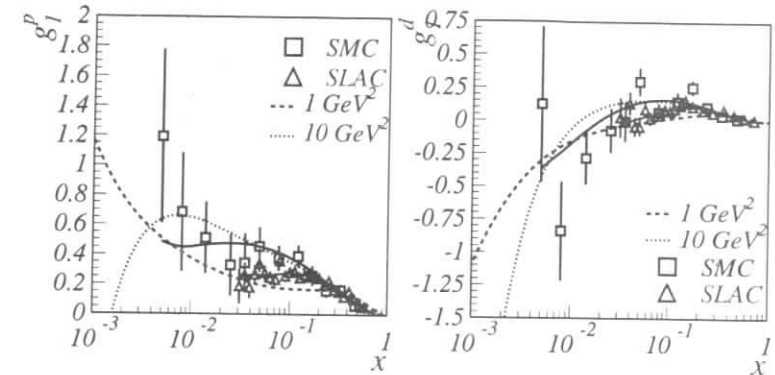 g₁ᵖ
2
1.8
1.6
1.4
1.2
1
0.8
0.6
0.4
0.2
0
SMC
SLAC
1 GeV²
10 GeV²
10⁻³
10⁻²
10⁻¹
1
x
0.75
0.5
0.25
0
-0.25
-0.5
-0.75
-1
-1.25
-1.5
1 GeV²
10 GeV²
SMC
SLAC
10⁻³
10⁻²
10⁻¹
1
x